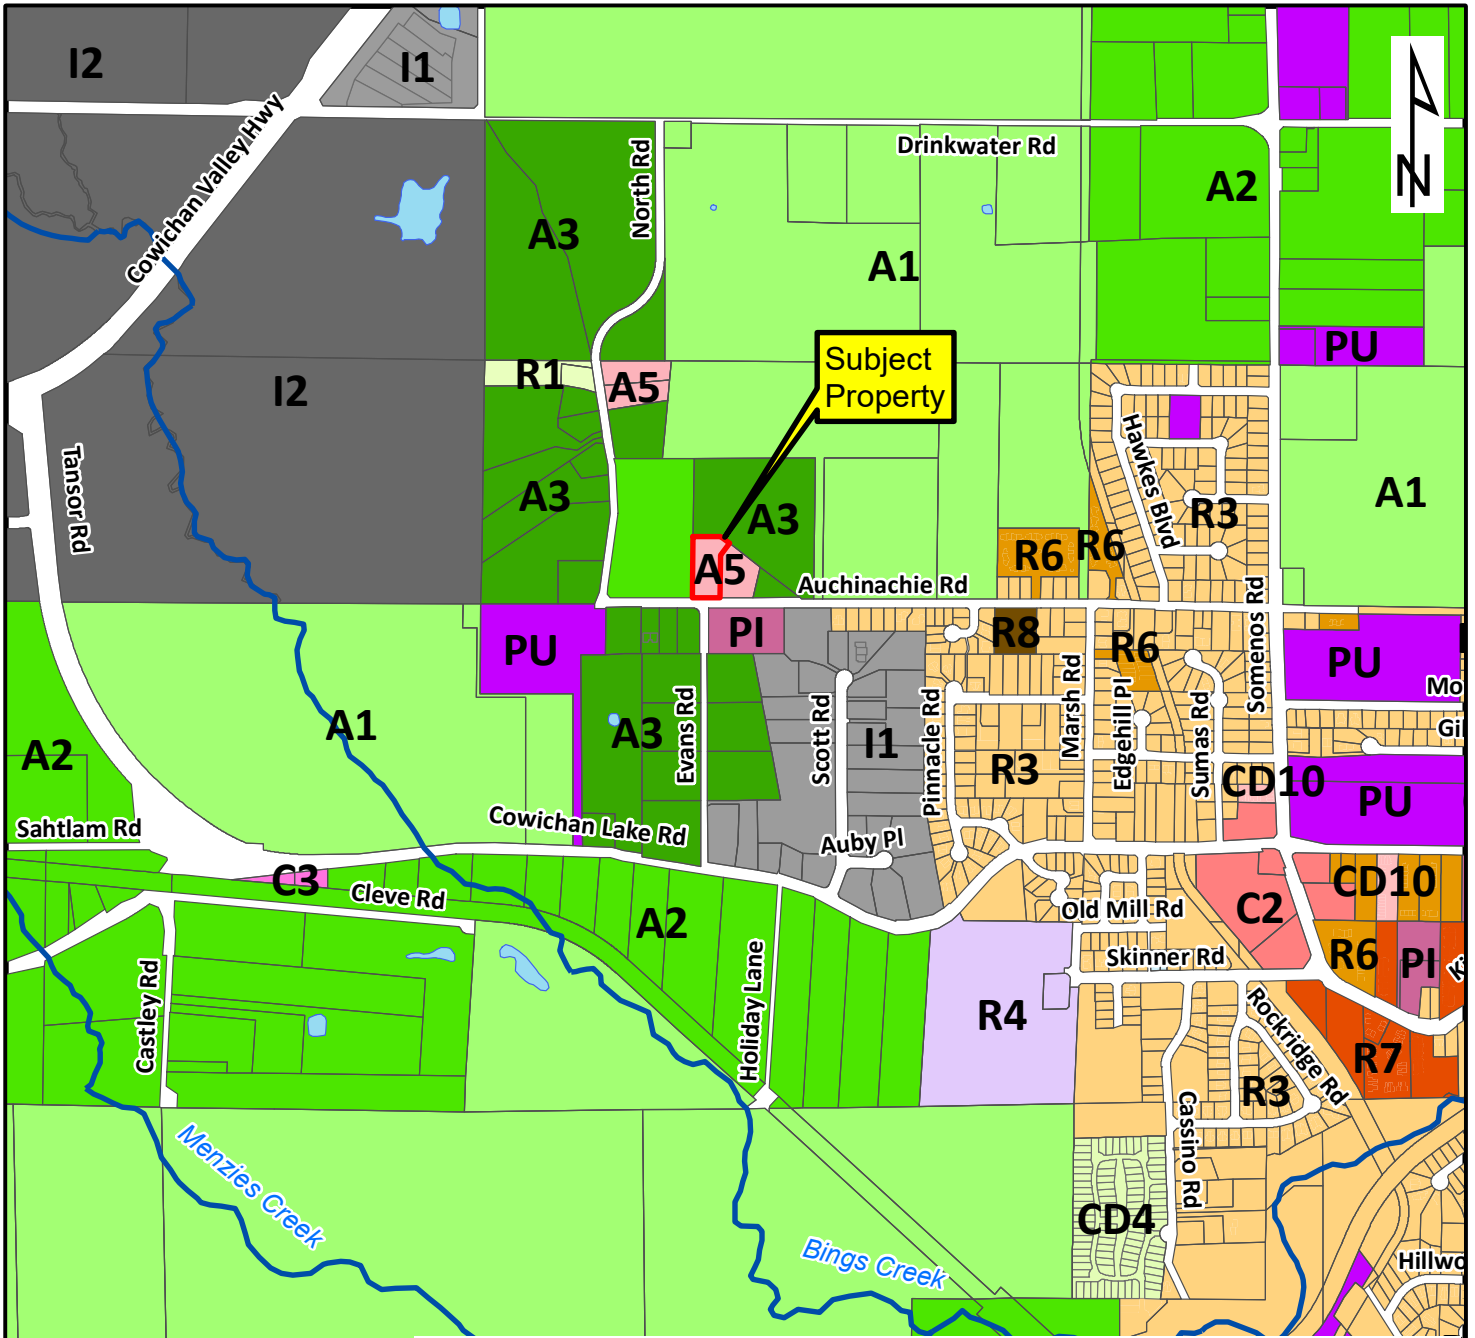 I2
I1
Cowichan Valley Hwy
North Rd
Drinkwater Rd
A2
N
A3
A1
Subject
Property
PU
R1
A5
I2
Tansor Rd
Hawkes Blvd
A3
A3
R3
A1
R6
R6
A5
Auchinachie Rd
Somenos Rd
PU
PI
R8
R6
PU
Marsh Rd
Edgehill Pl
Sumas Rd
Mo
A1
A2
A3
Evans Rd
Scott Rd
I1
Pinnacle Rd
R3
Gil
CD10
PU
Sahtlam Rd
Cowichan Lake Rd
Auby Pl
C3
Cleve Rd
A2
Old Mill Rd
C2
CD10
Skinner Rd
R6
PI
Ki
Castley Rd
Holiday Lane
R4
Rockridge Rd
R7
R3
Cassino Rd
Menzies Creek
CD4
Bings Creek
Hillwo